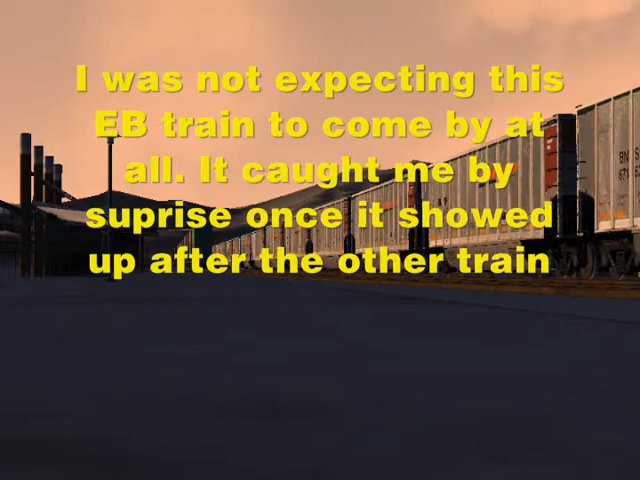 I was not expecting this
EB train to come by at
all. It caught me by
suprise once it showed
up after the other train
BN S